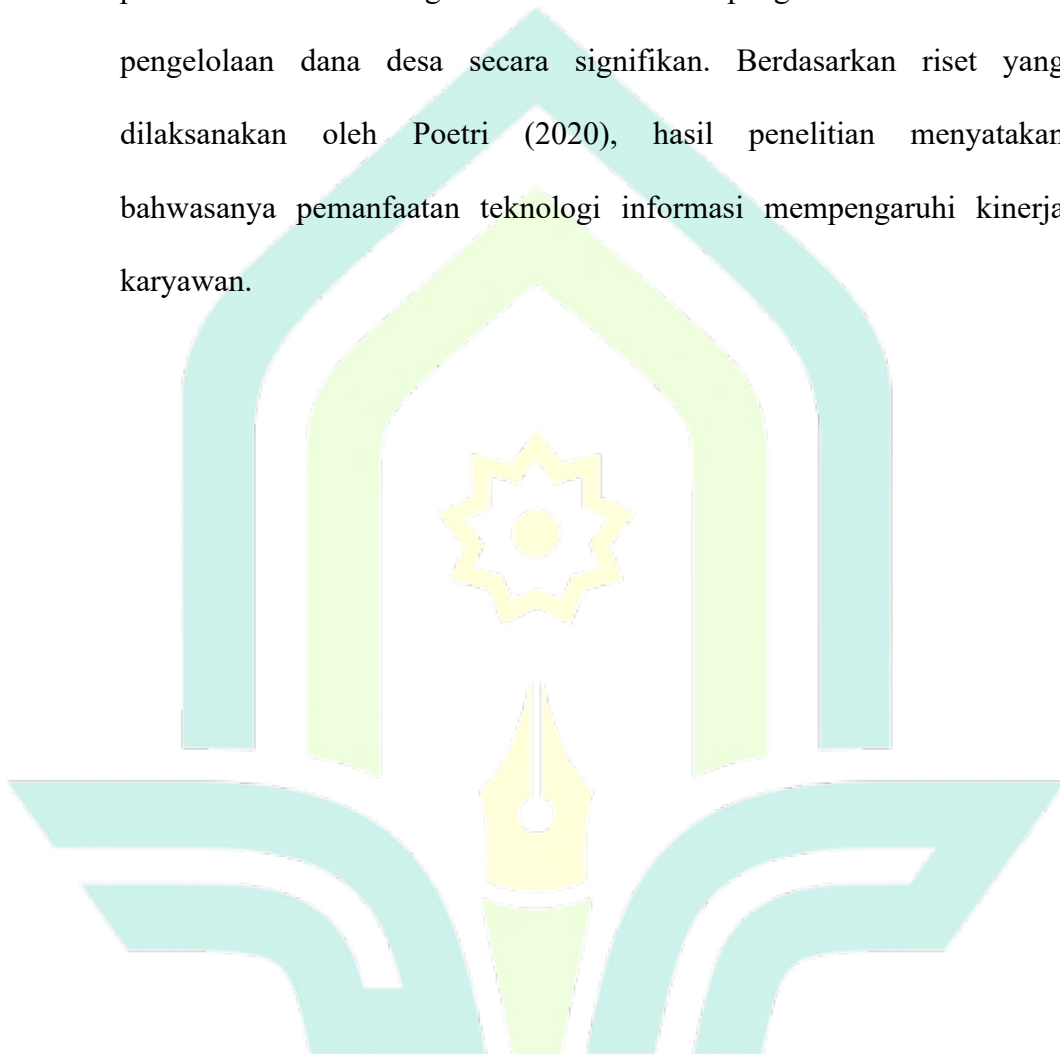 pengelolaan dana desa secara signifikan. Berdasarkan riset yang
dilaksanakan oleh Poetri (2020), hasil penelitian menyatakan
bahwasanya pemanfaatan teknologi informasi mempengaruhi kinerja
karyawan.